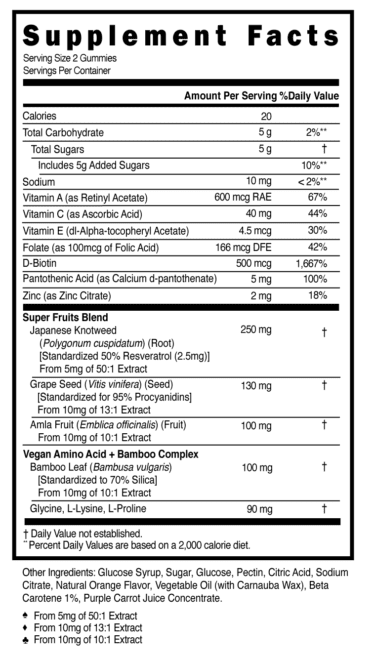 Supplement Facts
Serving Size 2 Gummies
Servings Per Container
Amount Per Serving %Daily Value
Calories 20
Total Carbohydrate 5 g 2%**
Total Sugars 5 g †
Includes 5g Added Sugars 10%**
Sodium 10 mg <2%**
Vitamin A (as Retinyl Acetate) 600 mcg RAE 67%
Vitamin C (as Ascorbic Acid) 40 mg 44%
Vitamin E (dl-Alpha-tocopheryl Acetate) 4.5 mcg 30%
Folate (as 100mcg of Folic Acid) 166 mcg DFE 42%
D-Biotin 500 mcg 1,667%
Pantothenic Acid (as Calcium d-pantothenate) 5 mg 100%
Zinc (as Zinc Citrate) 2 mg 18%
Super Fruits Blend
Japanese Knotweed 250 mg †
(Polygonum cuspidatum) (Root)
[Standardized 50% Resveratrol (2.5mg)]
From 5mg of 50:1 Extract
Grape Seed (Vitis vinifera) (Seed) 130 mg †
[Standardized for 95% Procyanidins]
From 10mg of 13:1 Extract
Amla Fruit (Emblica officinalis) (Fruit) 100 mg †
From 10mg of 10:1 Extract
Vegan Amino Acid + Bamboo Complex
Bamboo Leaf (Bambusa vulgaris) 100 mg †
[Standardized to 70% Silica]
From 10mg of 10:1 Extract
Glycine, L-Lysine, L-Proline 90 mg †
† Daily Value not established.
**Percent Daily Values are based on a 2,000 calorie diet.
Other Ingredients: Glucose Syrup, Sugar, Glucose, Pectin, Citric Acid, Sodium
Citrate, Natural Orange Flavor, Vegetable Oil (with Carnauba Wax), Beta
Carotene 1%, Purple Carrot Juice Concentrate.
♠ From 5mg of 50:1 Extract
♦ From 10mg of 13:1 Extract
♣ From 10mg of 10:1 Extract